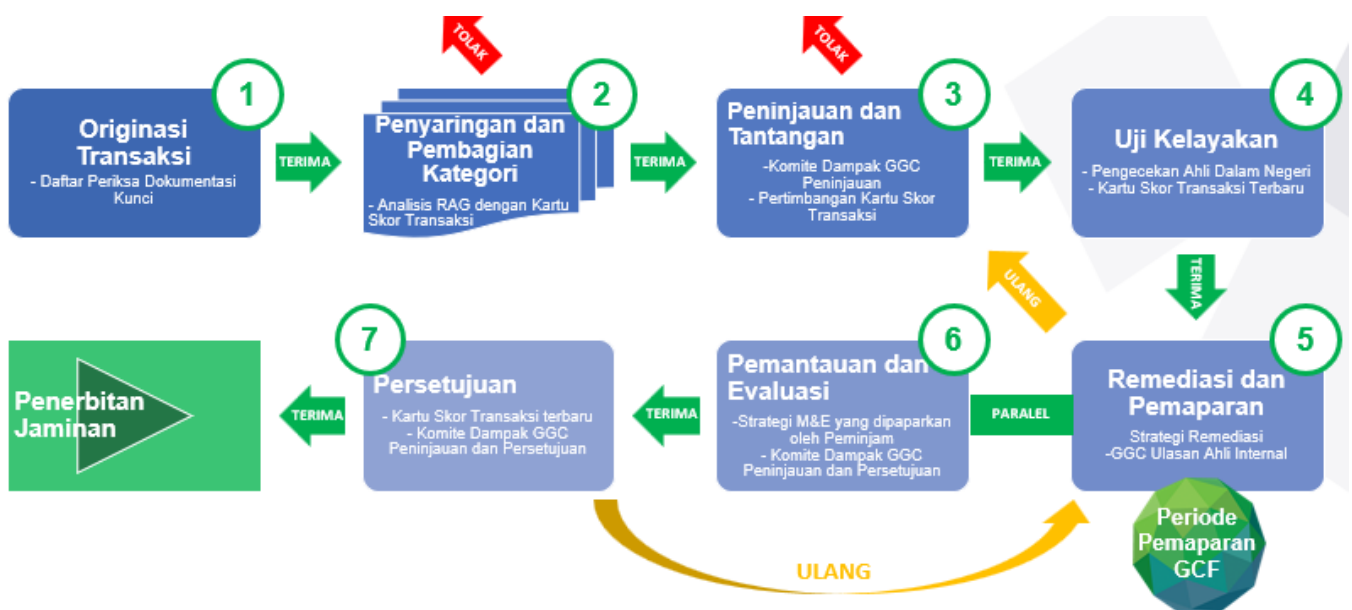 TOLAK
TOLAK
1
Originasi
Transaksi
- Daftar Periksa Dokumentasi
Kunci
TERIMA
2
Penyaringan dan
Pembagian
Kategori
- Analisis RAG dengan Kartu
Skor Transaksi
TERIMA
3
Peninjauan dan
Tantangan
-Komite Dampak GGC
Peninjauan
- Pertimbangan Kartu Skor
Transaksi
TERIMA
4
Uji Kelayakan
- Pengecekan Ahli Dalam Negeri
- Kartu Skor Transaksi Terbaru
TERIMA
ULANG
5
Remediasi dan
Pemaparan
Strategi Remediasi
-GGC Ulasan Ahli Internal
Periode
Pemaparan
GCF
PARALEL
6
Pemantauan dan
Evaluasi
-Strategi M&E yang dipaparkan
oleh Peminjam
- Komite Dampak GGC
Peninjauan dan Persetujuan
TERIMA
7
Persetujuan
- Kartu Skor Transaksi terbaru
- Komite Dampak GGC
Peninjauan dan Persetujuan
TERIMA
Penerbitan
Jaminan
ULANG